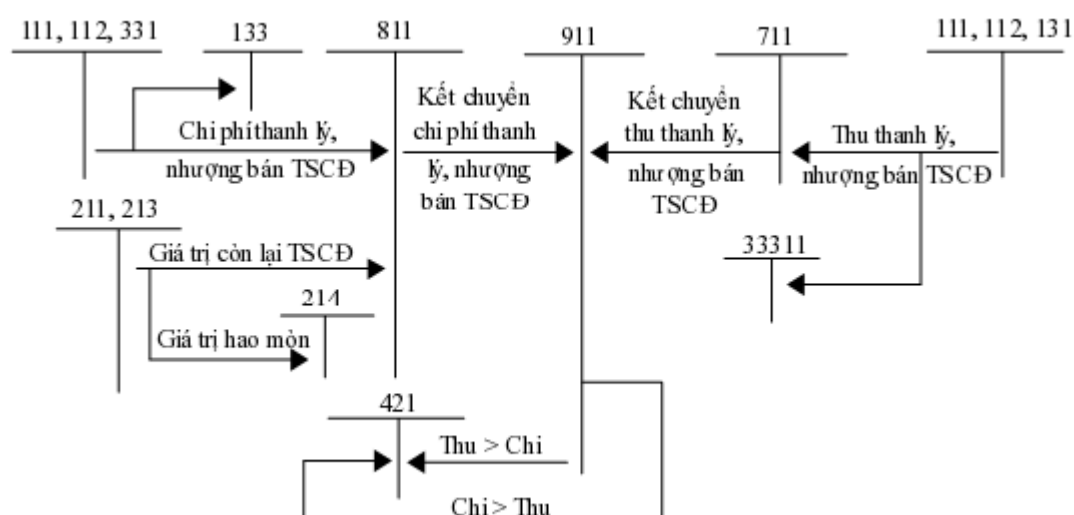 111, 112, 331
133
811
911
711
111, 112, 131
Chi phí thanh lý,
nhượng bán TSCĐ
Kết chuyển
chi phí thanh
lý, nhượng
bán TSCĐ
Kết chuyển
thu thanh lý,
nhượng bán
TSCĐ
Thu thanh lý,
nhượng bán TSCĐ
211, 213
Giá trị còn lại TSCĐ
214
Giá trị hao mòn
33311
421
Thu > Chi
Chi > Thu